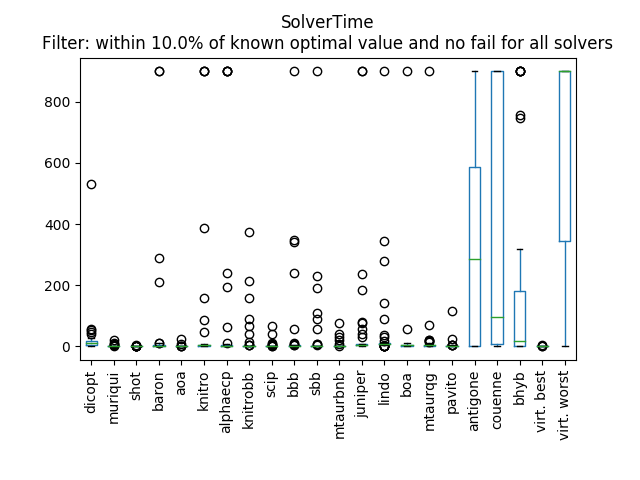 SolverTime
Filter: within 10.0% of known optimal value and no fail for all solvers
800
600
400
200
0
dicopt
muriqui
shot
baron
aoa
knitro
alphaecp
knitrobb
scip
bbb
sbb
mtaurbnb
juniper
lindo
boa
mtaurqg
pavito
antigone
couenne
bhyb
virt. best
virt. worst